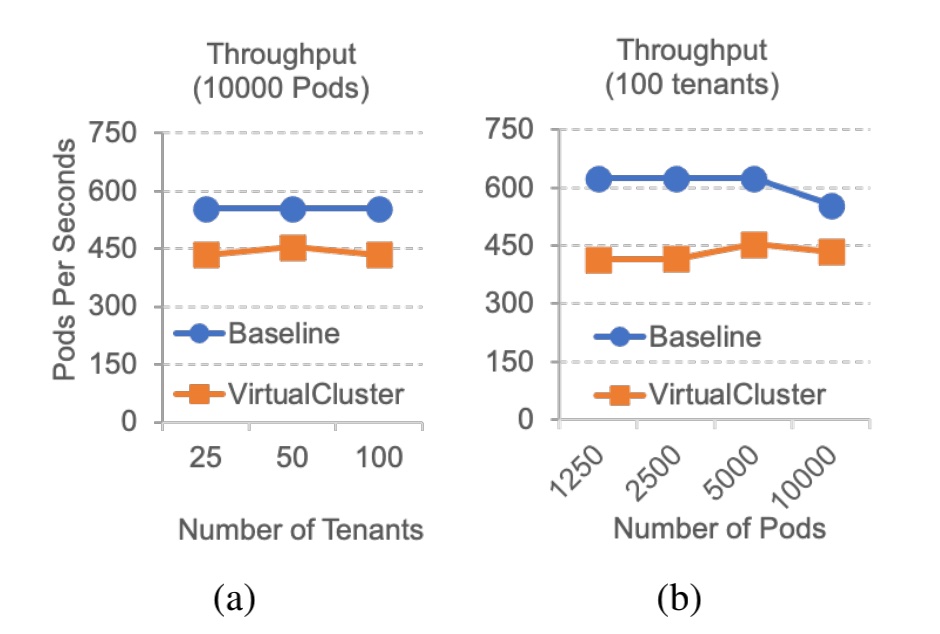 Throughput
(10000 Pods)
Pods Per Seconds
750
600
450
300
150
0
Baseline
VirtualCluster
25 50 100
Number of Tenants
(a)
Throughput
(100 tenants)
750
600
450
300
150
0
Baseline
VirtualCluster
1250 2500 5000 10000
Number of Pods
(b)